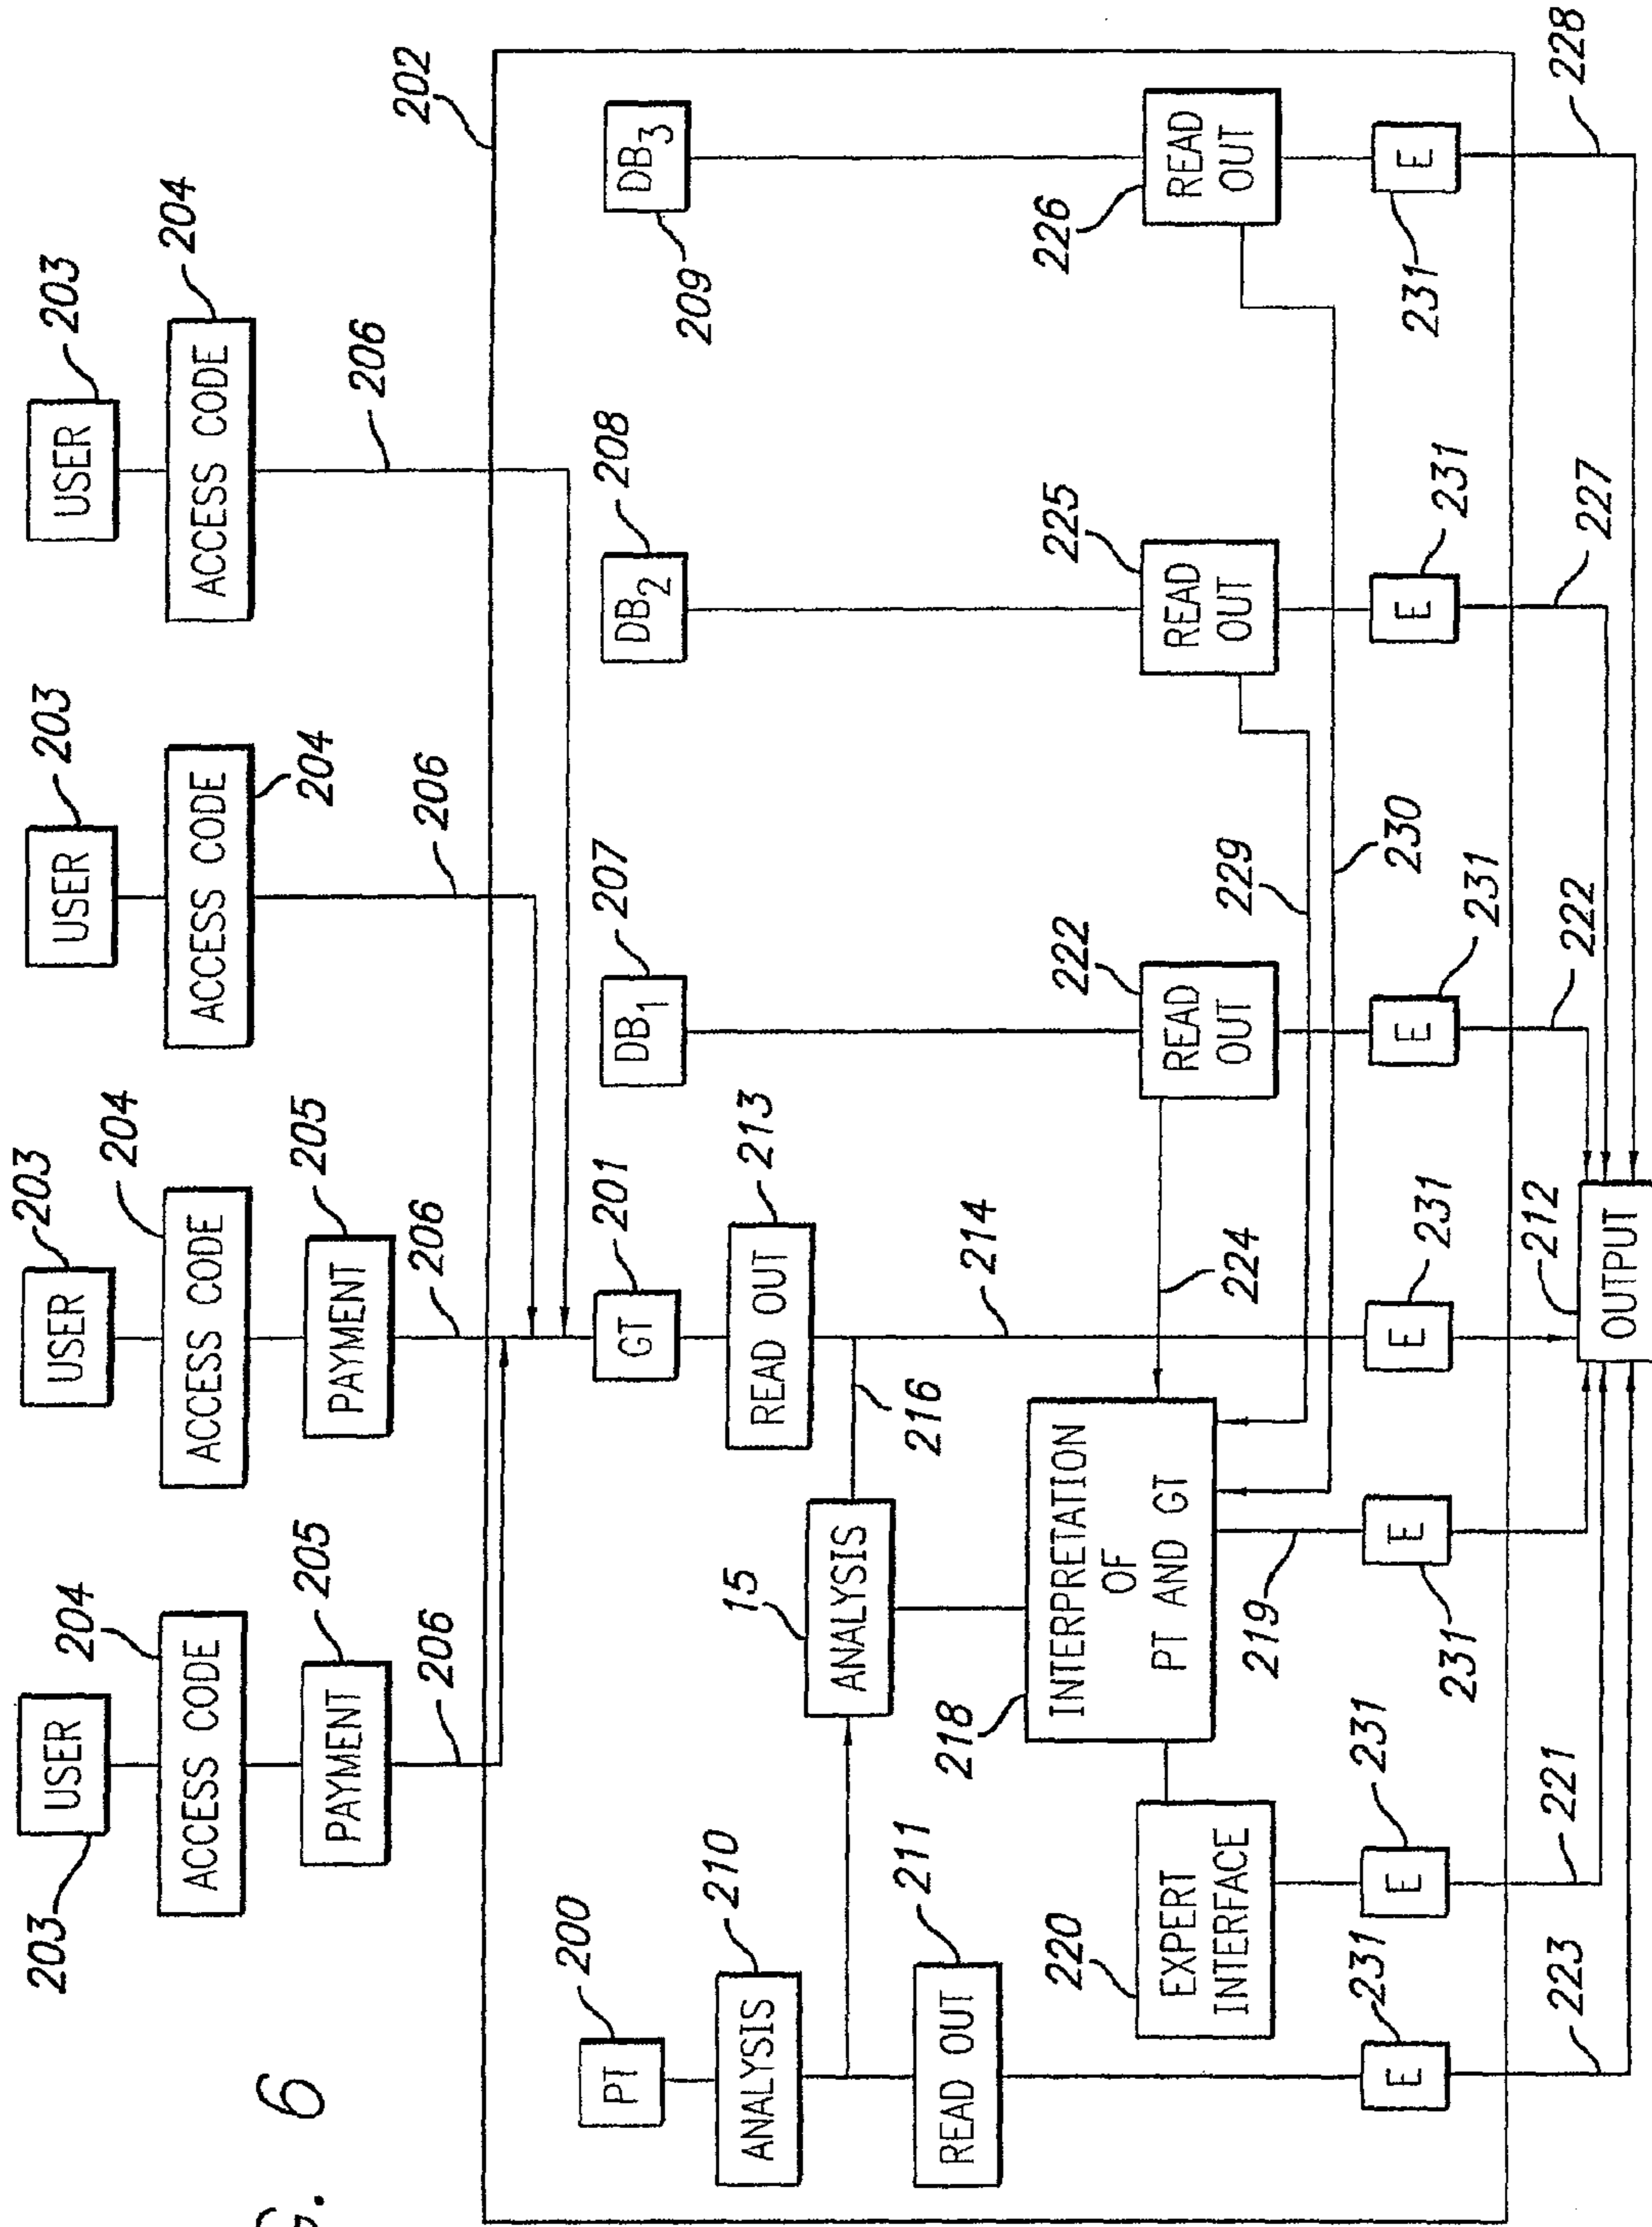 USER
203
USER
203
USER
203
USER
203
ACCESS CODE
204
ACCESS CODE
204
ACCESS CODE
204
ACCESS CODE
204
PAYMENT
205
PAYMENT
205
206
206
206
206
202
6
PT
200
GT
201
DB1
207
DB2
208
DB3
209
ANALYSIS
210
READ OUT
213
ANALYSIS
15
216
214
READ OUT
211
INTERPRETATION
OF
PT AND GT
218
224
READ
OUT
222
READ
OUT
225
READ
OUT
226
229
230
EXPERT
INTERFACE
220
219
E
231
E
231
E
231
E
231
E
231
E
231
E
231
223
221
222
227
228
OUTPUT
212